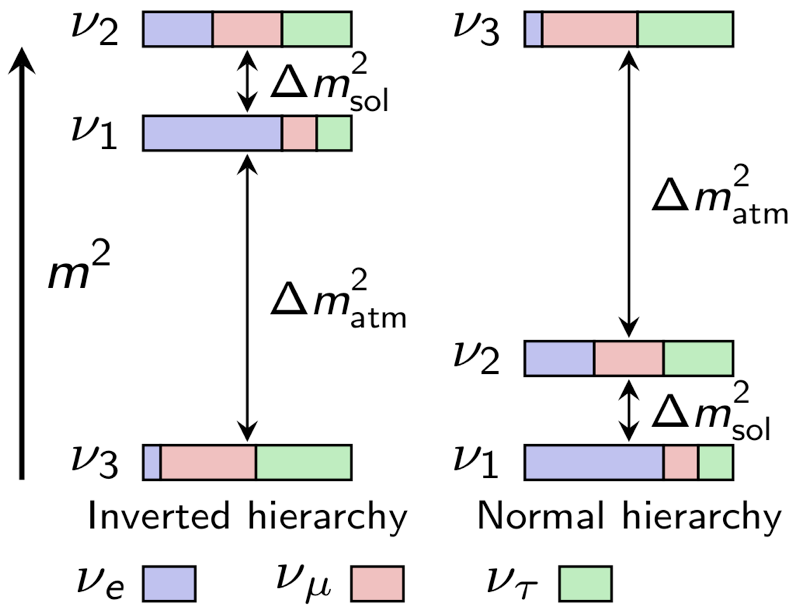 ν2
Δm²sol
ν1
m²
Δm²atm
ν3
Inverted hierarchy
ν3
Δm²atm
ν2
Δm²sol
ν1
Normal hierarchy
νe νμ ντ